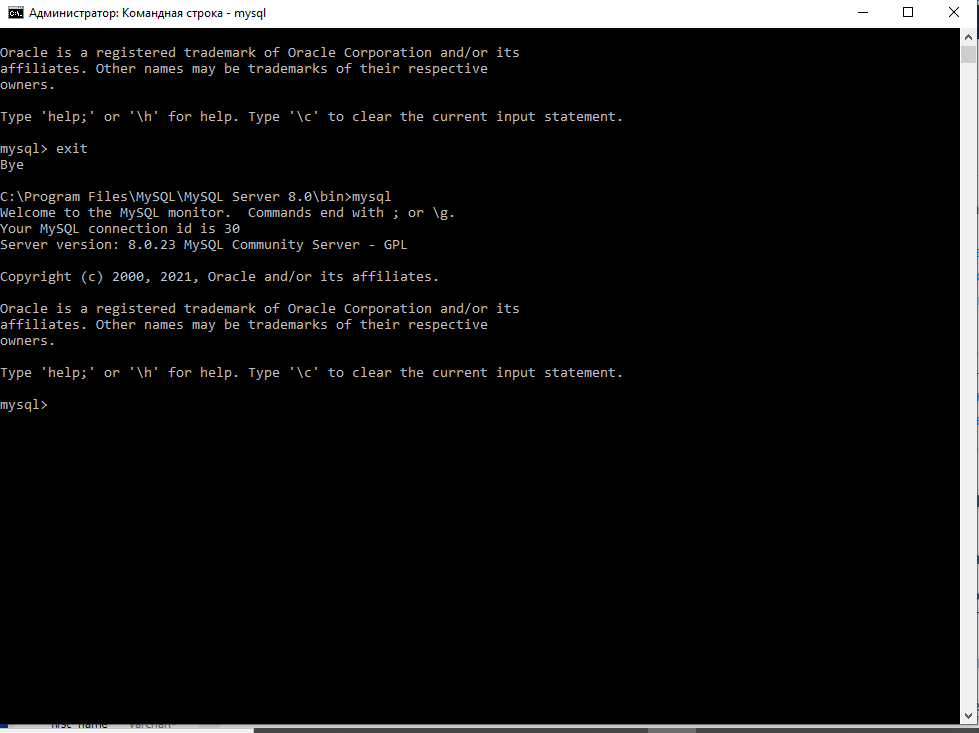 Администратор: Командная строка - mysql
Oracle is a registered trademark of Oracle Corporation and/or its
affiliates. Other names may be trademarks of their respective
owners.
Type 'help;' or '\h' for help. Type '\c' to clear the current input statement.
mysql> exit
Bye
C:\Program Files\MySQL\MySQL Server 8.0\bin>mysql
Welcome to the MySQL monitor.  Commands end with ; or \g.
Your MySQL connection id is 30
Server version: 8.0.23 MySQL Community Server - GPL
Copyright (c) 2000, 2021, Oracle and/or its affiliates.
Oracle is a registered trademark of Oracle Corporation and/or its
affiliates. Other names may be trademarks of their respective
owners.
Type 'help;' or '\h' for help. Type '\c' to clear the current input statement.
mysql>